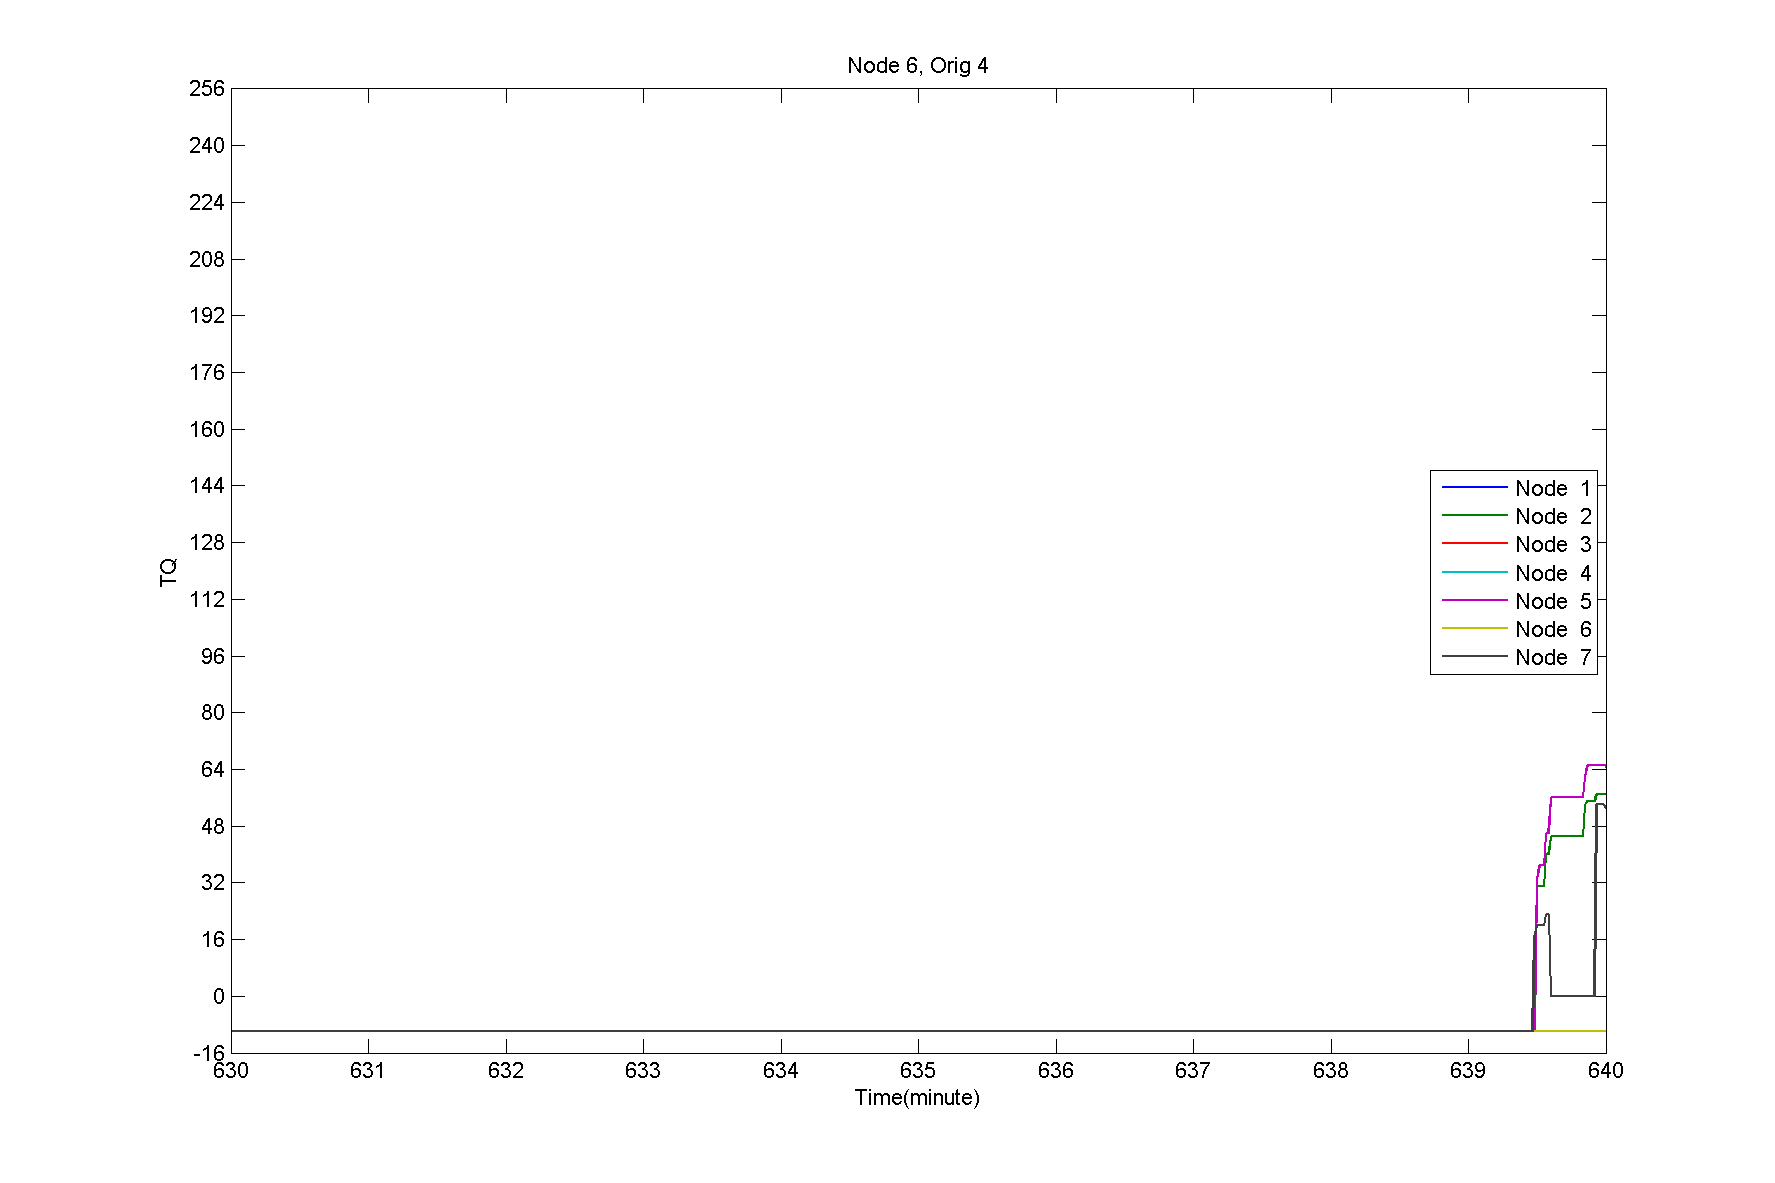 Node 6, Orig 4
256
240
224
208
192
176
160
144
128
112
96
80
64
48
32
16
0
-16
TQ
Node 1
Node 2
Node 3
Node 4
Node 5
Node 6
Node 7
630 631 632 633 634 635 636 637 638 639 640
Time(minute)